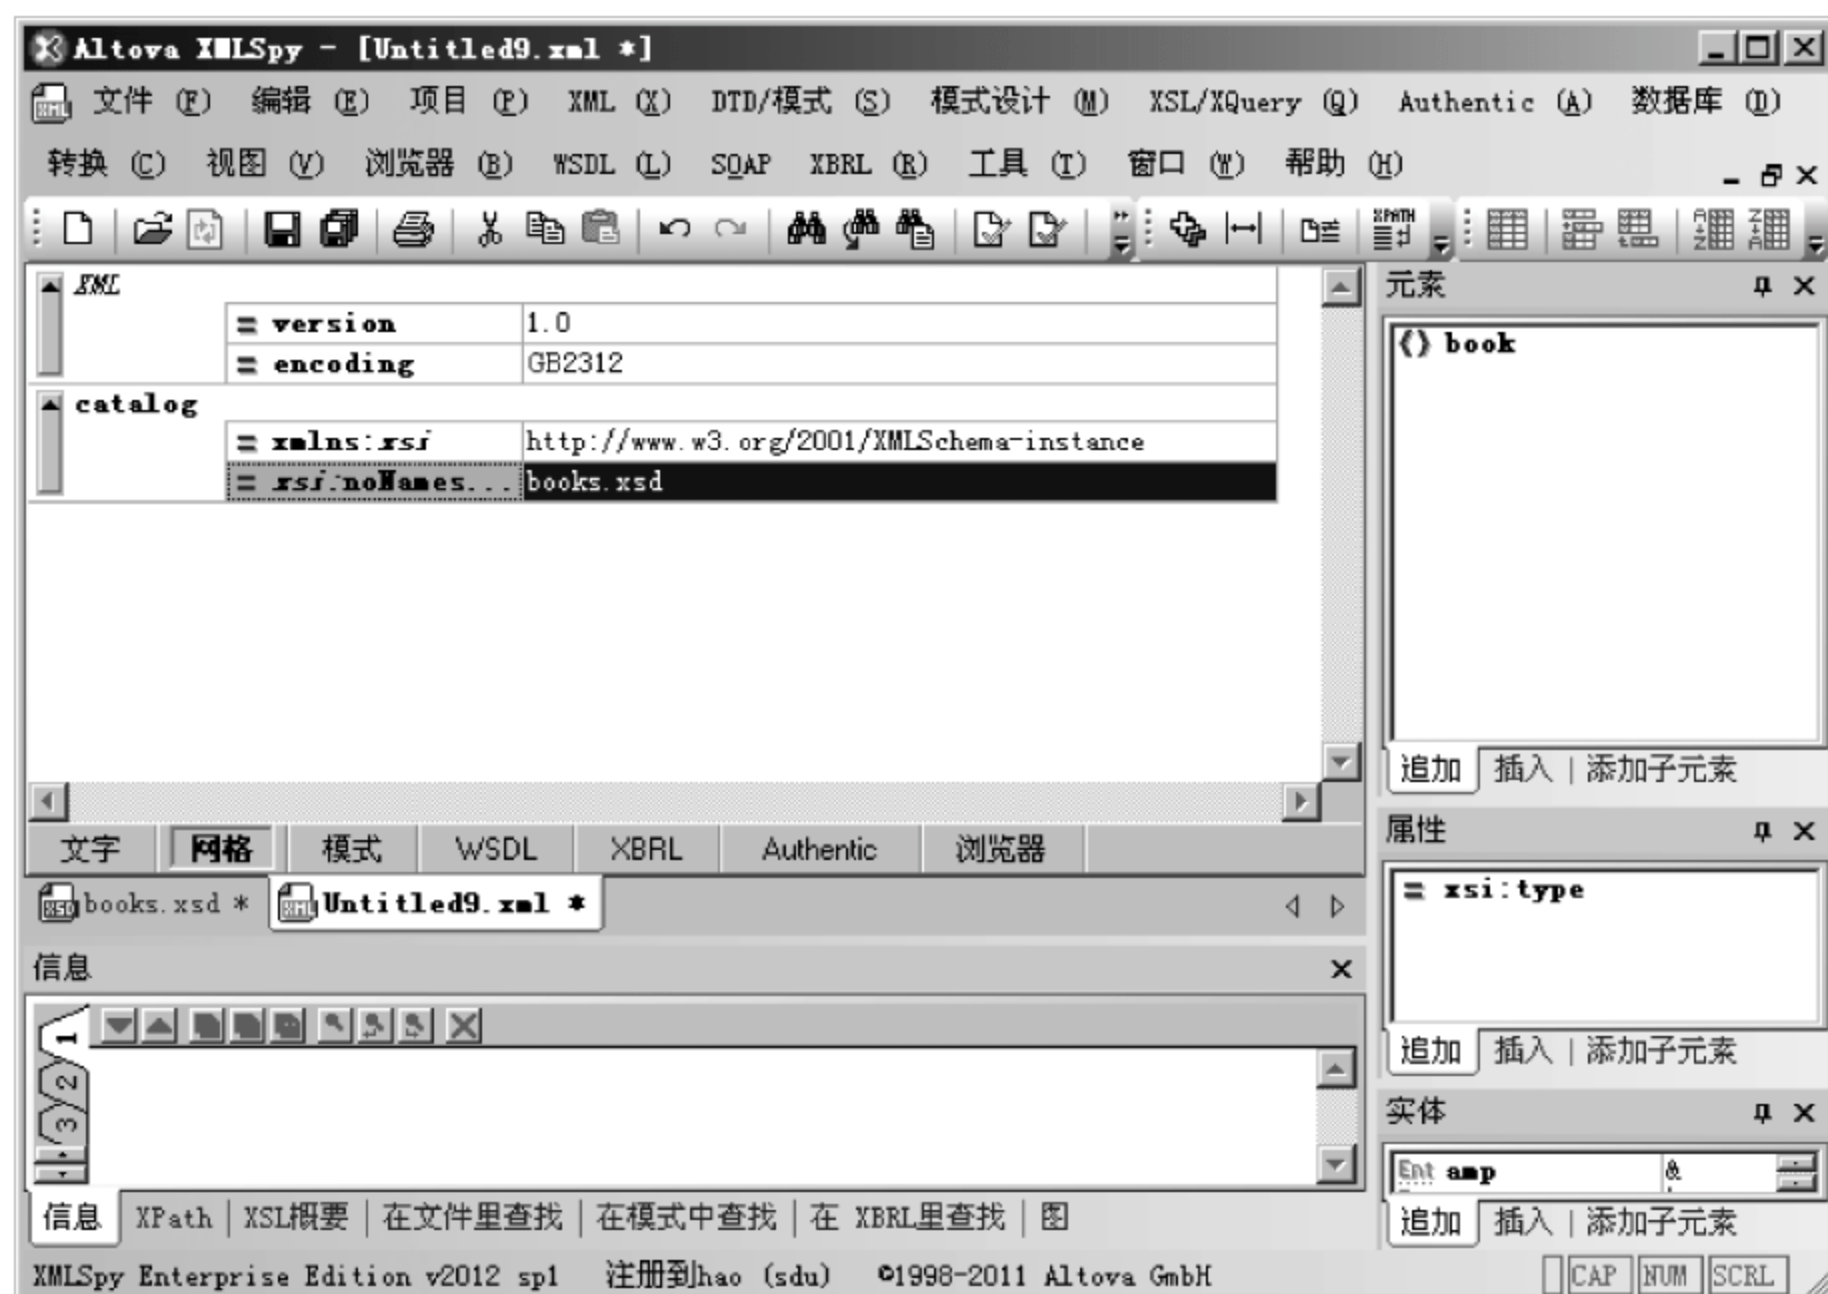 Altova XMLSpy - [Untitled9.xml *]
文件 (F) 编辑 (E) 项目 (P) XML (X) DTD/模式 (S) 模式设计 (M) XSL/XQuery (Q) Authentic (A) 数据库 (D)
转换 (C) 视图 (V) 浏览器 (B) WSDL (L) SOAP XBRL (R) 工具 (T) 窗口 (W) 帮助 (H)
XPATH
XML
= version 1.0
= encoding GB2312
catalog
= xmlns:xsi http://www.w3.org/2001/XMLSchema-instance
= xsi:noNames... books.xsd
元素
book
追加 插入 | 添加子元素
文字 网格 模式 WSDL XBRL Authentic 浏览器
属性
= xsi:type
books.xsd * Untitled9.xml *
信息
追加 插入 | 添加子元素
1
2
3
实体
Ent amp &
信息 XPath | XSL概要 | 在文件里查找 | 在模式中查找 | 在 XBRL里查找 | 图
追加 插入 | 添加子元素
XMLSpy Enterprise Edition v2012 sp1 注册到hao (sdu) ©1998-2011 Altova GmbH CAP NUM SCRL